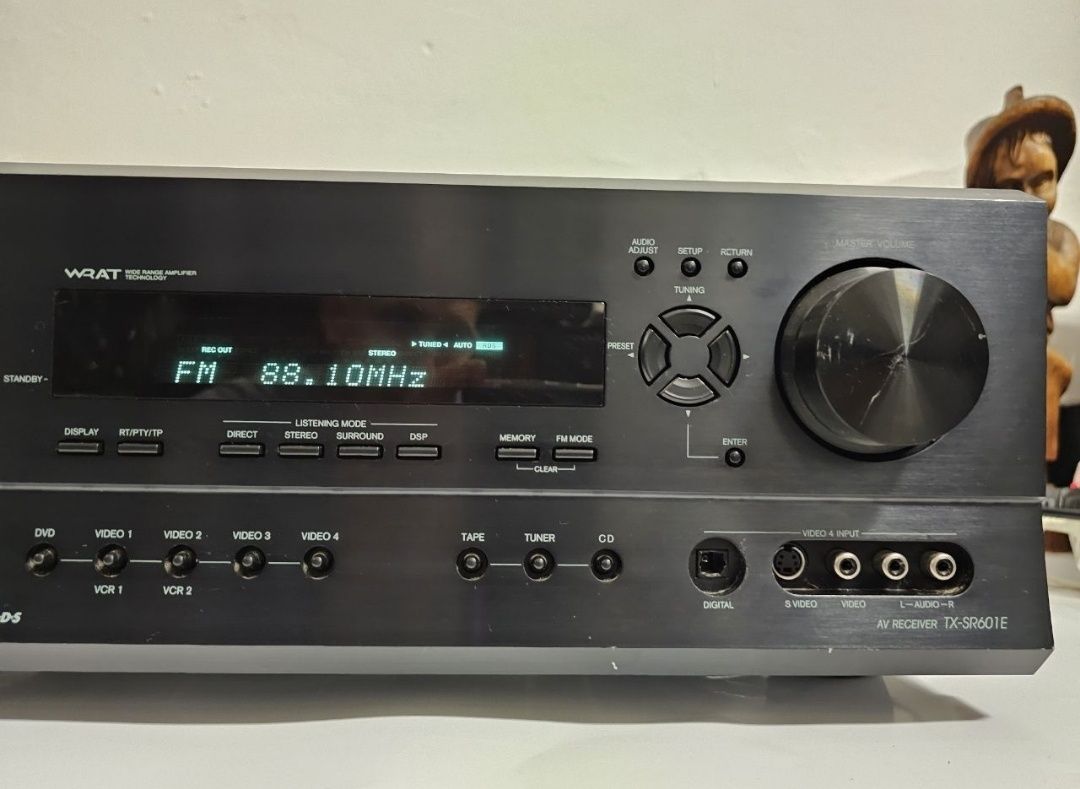 WRAT WIDE RANGE AMPLIFIER
TECHNOLOGY
AUDIO
ADJUST
SETUP
RETURN
TUNING
PRESET
MASTER VOLUME
REC OUT
STEREO
TUNED
AUTO
RDS
FM 88.10MHz
STANDBY
DISPLAY
RT/PTY/TP
LISTENING MODE
DIRECT
STEREO
SURROUND
DSP
MEMORY
FM MODE
CLEAR
ENTER
DVD
VIDEO 1
VIDEO 2
VIDEO 3
VIDEO 4
VCR 1
VCR 2
TAPE
TUNER
CD
VIDEO 4 INPUT
DIGITAL
S VIDEO
VIDEO
L-AUDIO-R
AV RECEIVER TX-SR601E